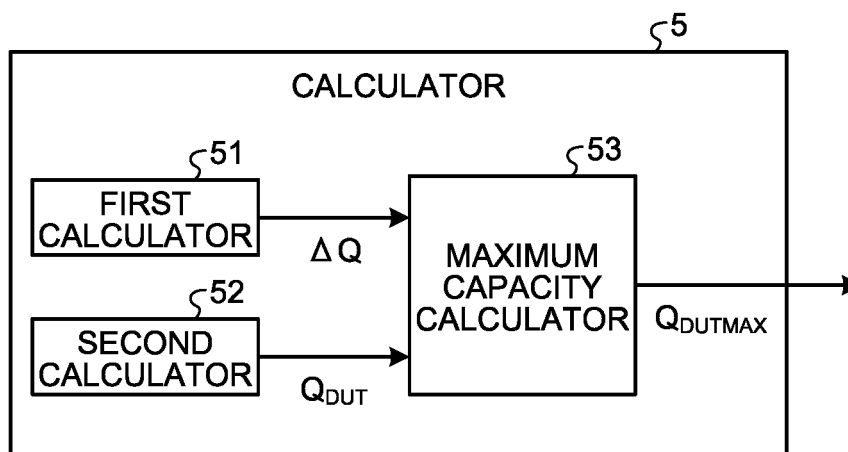 5
CALCULATOR
51
FIRST
CALCULATOR
ΔQ
52
SECOND
CALCULATOR
Q_DUT
53
MAXIMUM
CAPACITY
CALCULATOR
Q_DUTMAX